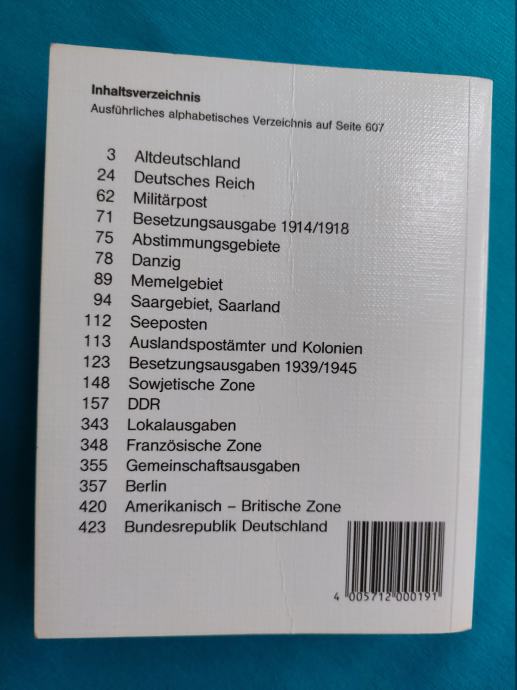 Inhaltsverzeichnis
Ausführliches alphabetisches Verzeichnis auf Seite 607
3 Altdeutschland
24 Deutsches Reich
62 Militärpost
71 Besetzungsausgabe 1914/1918
75 Abstimmungsgebiete
78 Danzig
89 Memelgebiet
94 Saargebiet, Saarland
112 Seeposten
113 Auslandspostämter und Kolonien
123 Besetzungsausgaben 1939/1945
148 Sowjetische Zone
157 DDR
343 Lokalausgaben
348 Französische Zone
355 Gemeinschaftsausgaben
357 Berlin
420 Amerikanisch – Britische Zone
423 Bundesrepublik Deutschland
4 005712 000191